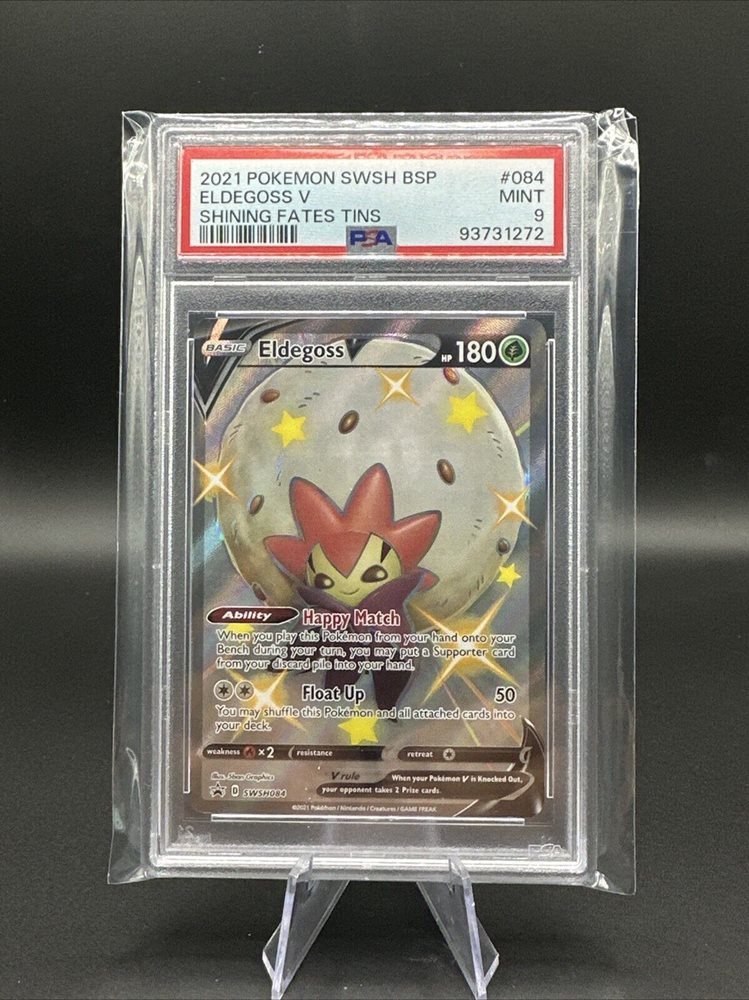 2021 POKEMON SWSH BSP #084
ELDEGOSS V MINT
SHINING FATES TINS 9
PSA 93731272
BASIC Eldegoss V HP 180
Ability Happy Match
When you play this Pokémon from your hand onto your
Bench during your turn, you may put a Supporter card
from your discard pile into your hand.
Float Up 50
You may shuffle this Pokémon and all attached cards into
your deck.
weakness ×2 resistance retreat
Illus. 5ban Graphics V rule When your Pokémon V is Knocked Out,
your opponent takes 2 Prize cards.
D SWSH084
©2021 Pokémon / Nintendo / Creatures / GAME FREAK